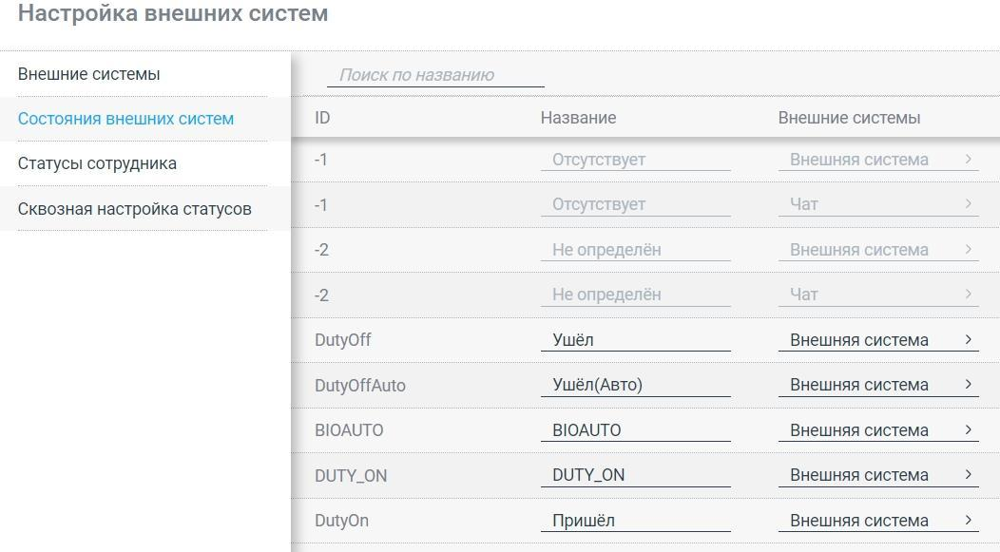 Настройка внешних систем
Внешние системы
Состояния внешних систем
Статусы сотрудника
Сквозная настройка статусов
Поиск по названию
ID Название Внешние системы
-1 Отсутствует Внешняя система
-1 Отсутствует Чат
-2 Не определён Внешняя система
-2 Не определён Чат
DutyOff Ушёл Внешняя система
DutyOffAuto Ушёл(Авто) Внешняя система
BIOAUTO BIOAUTO Внешняя система
DUTY_ON DUTY_ON Внешняя система
DutyOn Пришёл Внешняя система